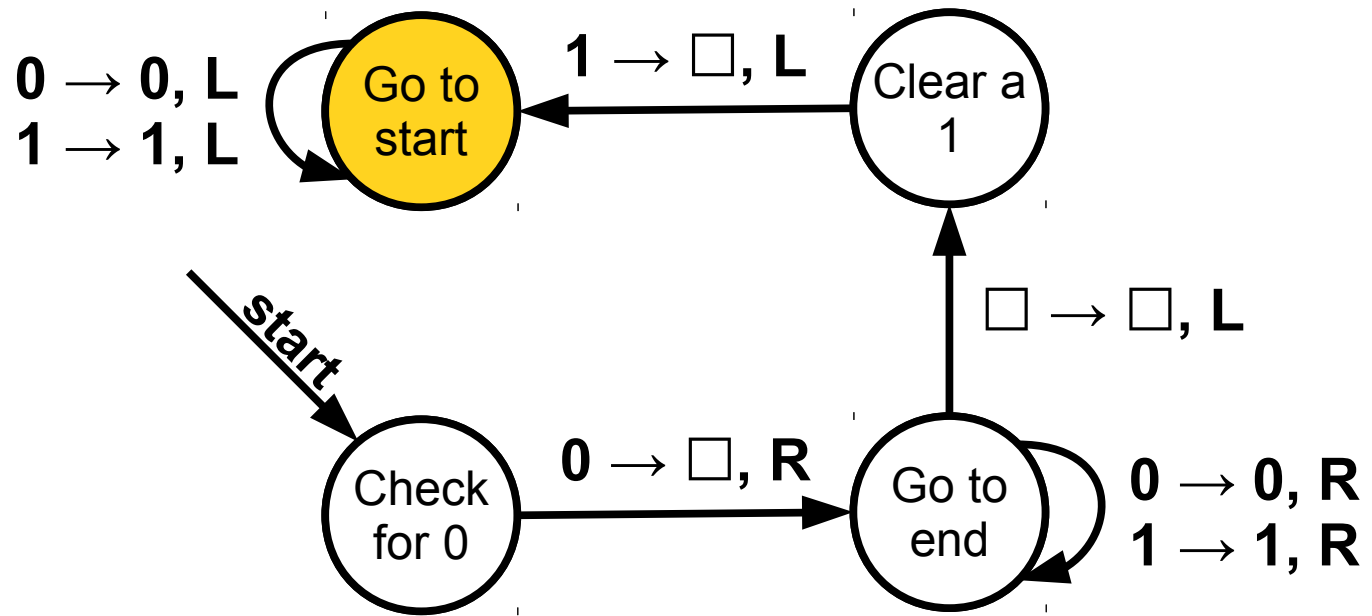 0 → 0, L
1 → 1, L
Go to
start
1 → □, L
Clear a
1
start
□ → □, L
Check
for 0
0 → □, R
Go to
end
0 → 0, R
1 → 1, R